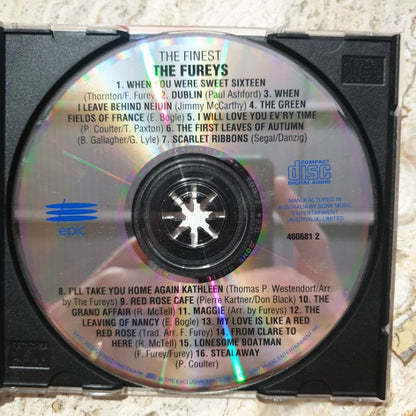 THE FINEST
THE FUREYS
1. WHEN YOU WERE SWEET SIXTEEN
(Thornton/F. Furey) 2. DUBLIN (Paul Ashford) 3. WHEN
I LEAVE BEHIND NEIDIN (Jimmy McCarthy) 4. THE GREEN
FIELDS OF FRANCE (E. Bogle) 5. I WILL LOVE YOU EV'RY TIME
(P. Coulter/T. Paxton) 6. THE FIRST LEAVES OF AUTUMN
(B. Gallagher/G. Lyle) 7. SCARLET RIBBONS (Segal/Danzig)
COMPACT
disc
DIGITAL AUDIO
epic
MANUFACTURED IN
AUSTRALIA BY SONY MUSIC
ENTERTAINMENT
(AUSTRALIA) LIMITED
460681 2
8. I'LL TAKE YOU HOME AGAIN KATHLEEN (Thomas P. Westendorf/Arr.
by The Fureys) 9. RED ROSE CAFE (Pierre Kartner/Don Black) 10. THE
GRAND AFFAIR (R. McTell) 11. MAGGIE (Arr. by Fureys) 12. THE
LEAVING OF NANCY (E. Bogle) 13. MY LOVE IS LIKE A
RED ROSE (Trad. Arr. F. Furey) 14. FROM CLARE TO
HERE (R. McTell) 15. LONESOME BOATMAN
(F. Furey/Furey) 16. STEAL AWAY
(P. Coulter)